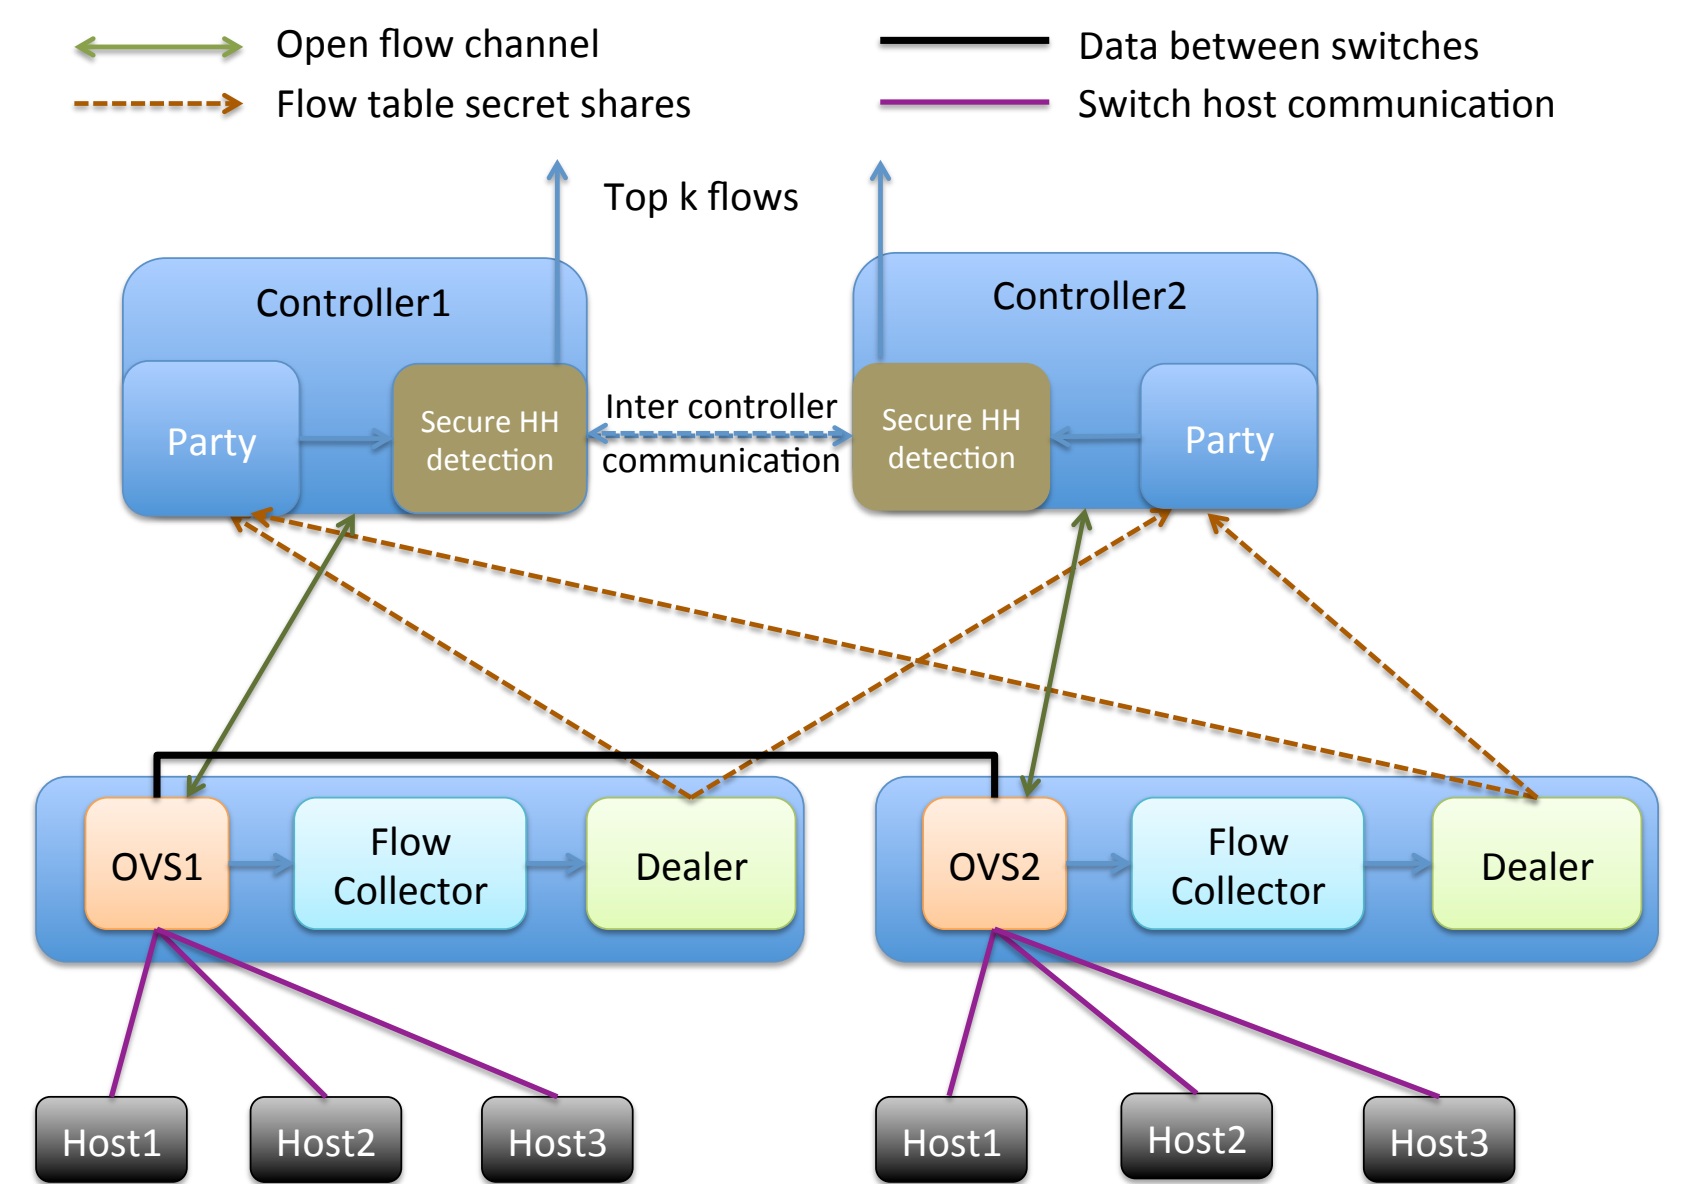 Open flow channel
Data between switches
Flow table secret shares
Switch host communication
Top k flows
Controller1
Controller2
Party
Secure HH
detection
Inter controller
communication
Secure HH
detection
Party
OVS1
Flow
Collector
Dealer
OVS2
Flow
Collector
Dealer
Host1
Host2
Host3
Host1
Host2
Host3